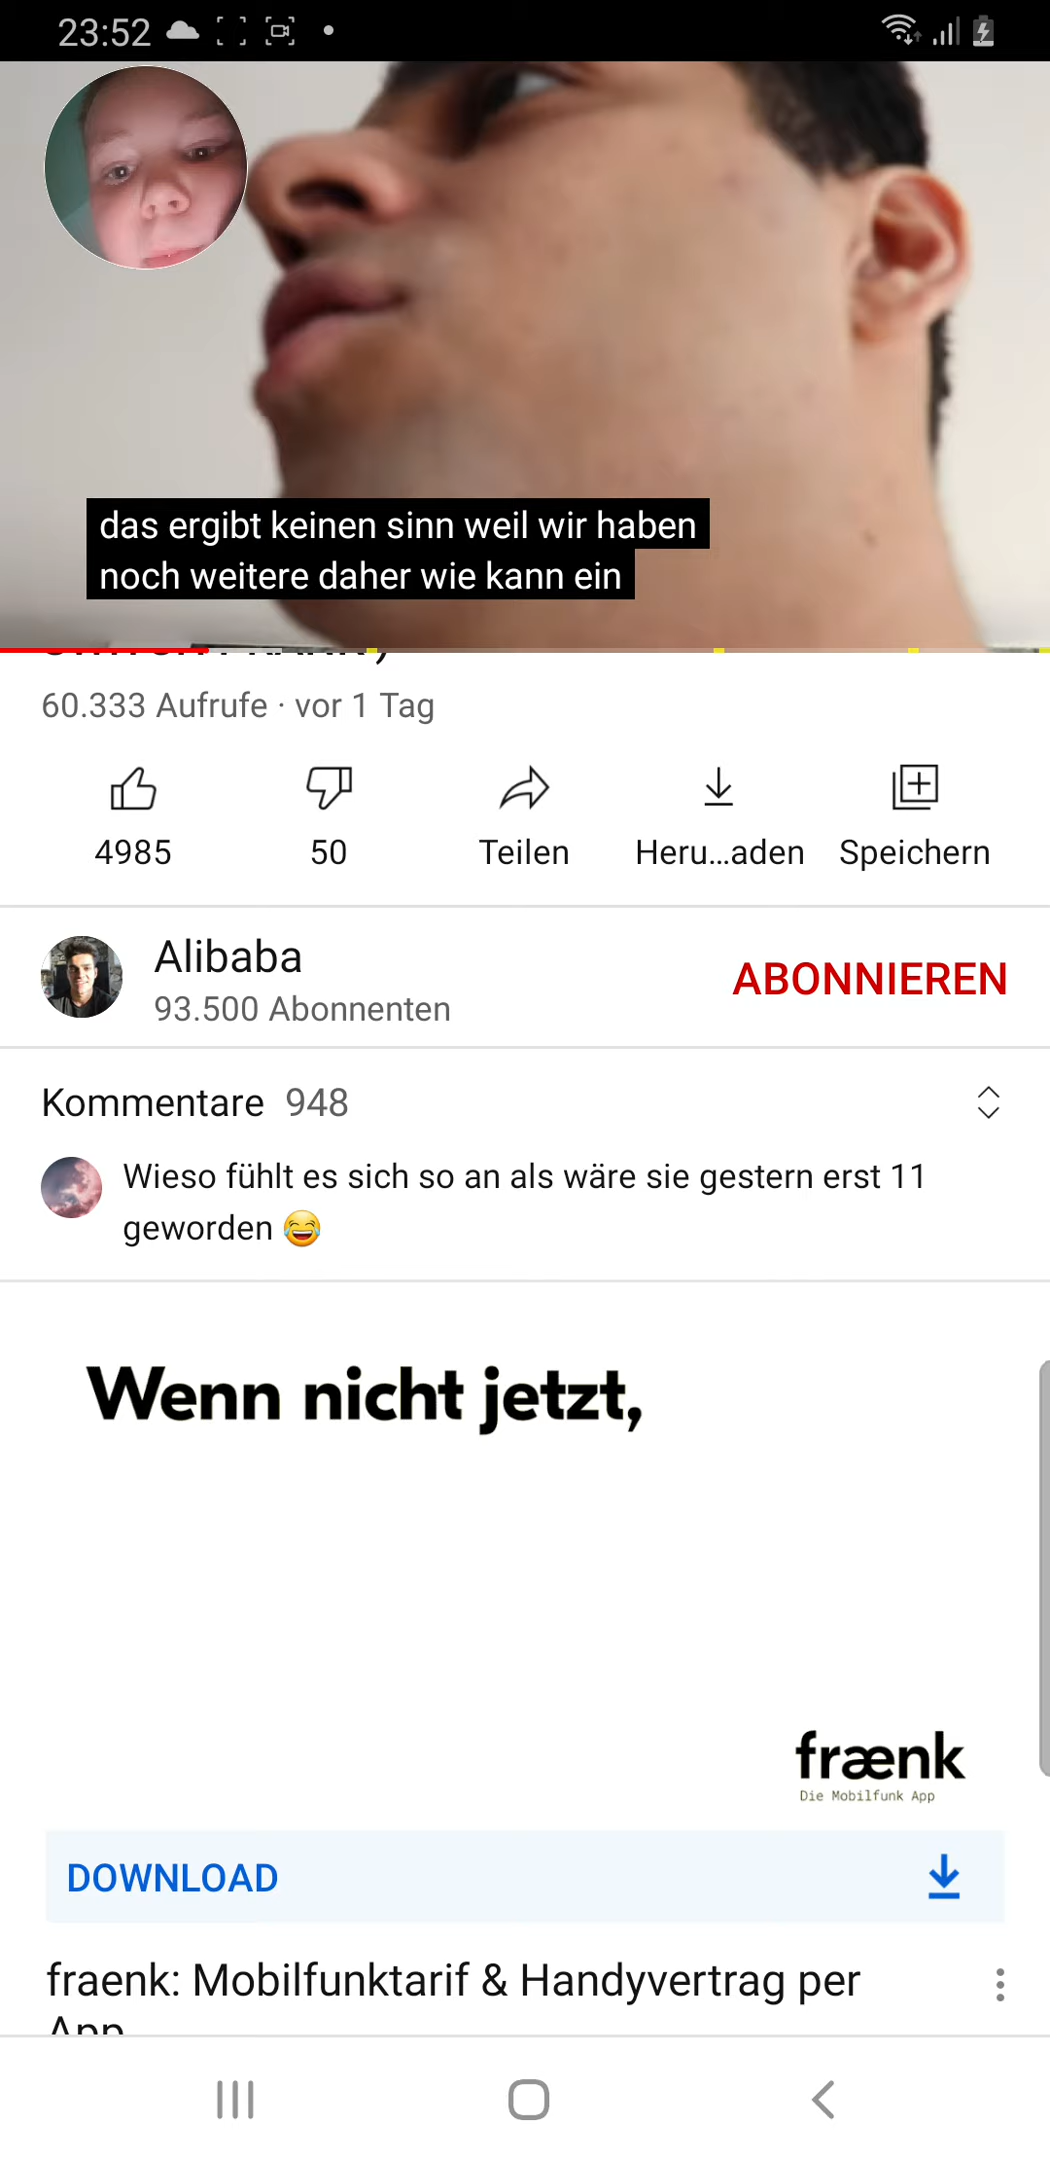 23:52
das ergibt keinen sinn weil wir haben
noch weitere daher wie kann ein
60.333 Aufrufe · vor 1 Tag
4985
50
Teilen
Heru...aden
Speichern
Alibaba
93.500 Abonnenten
ABONNIEREN
Kommentare 948
Wieso fühlt es sich so an als wäre sie gestern erst 11
geworden 😂
Wenn nicht jetzt,
frænk
Die Mobilfunk App
DOWNLOAD
fraenk: Mobilfunktarif & Handyvertrag per
App